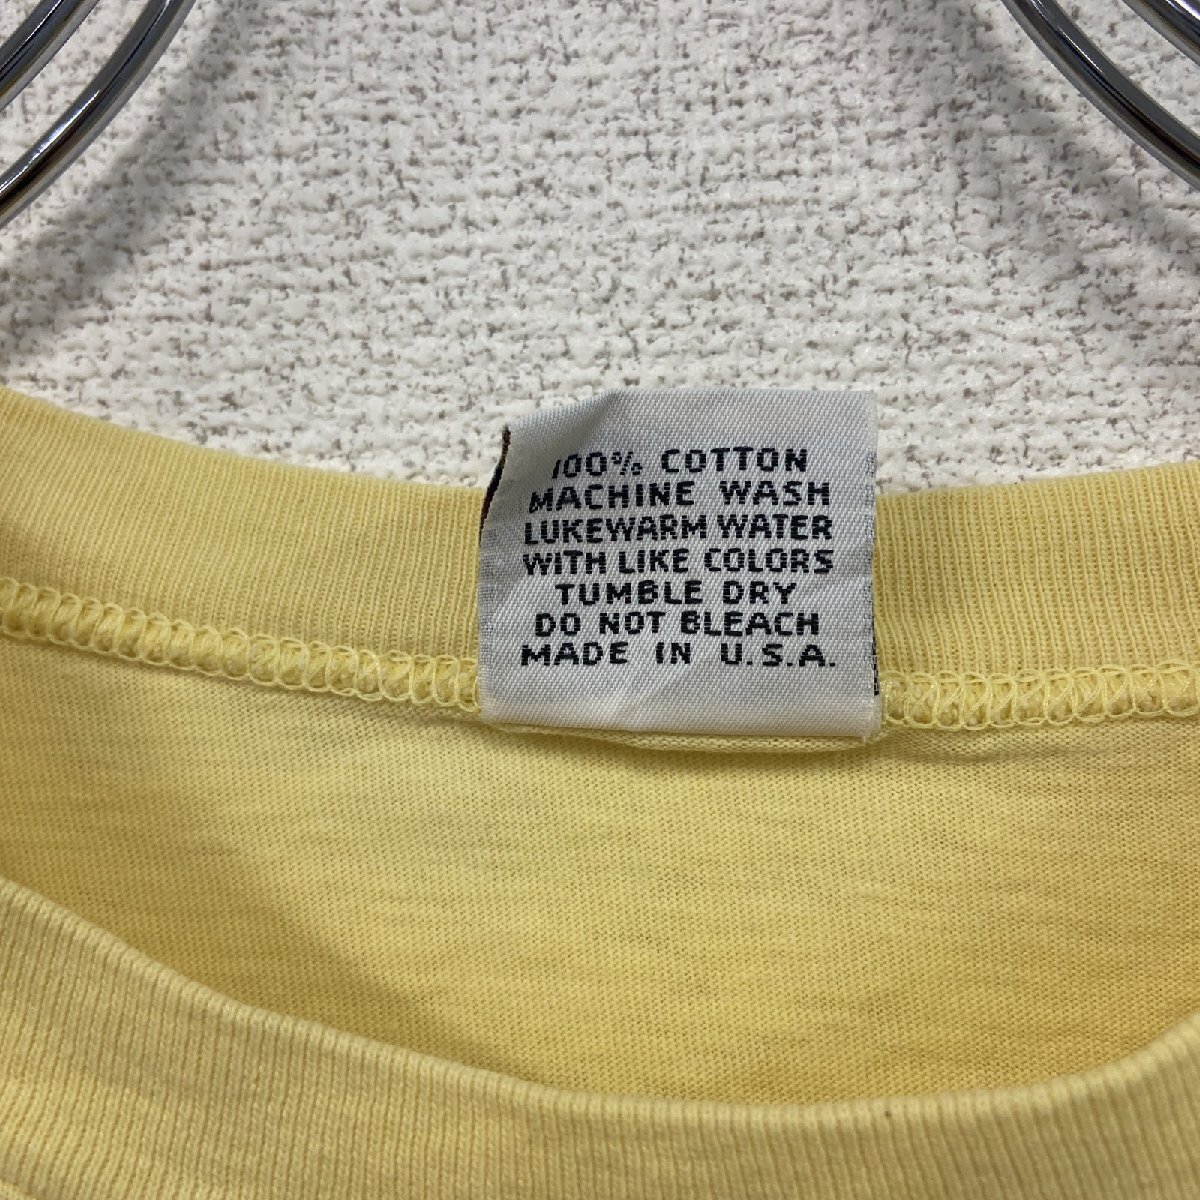 100% COTTON
MACHINE WASH
LUKEWARM WATER
WITH LIKE COLORS
TUMBLE DRY
DO NOT BLEACH
MADE IN U.S.A.